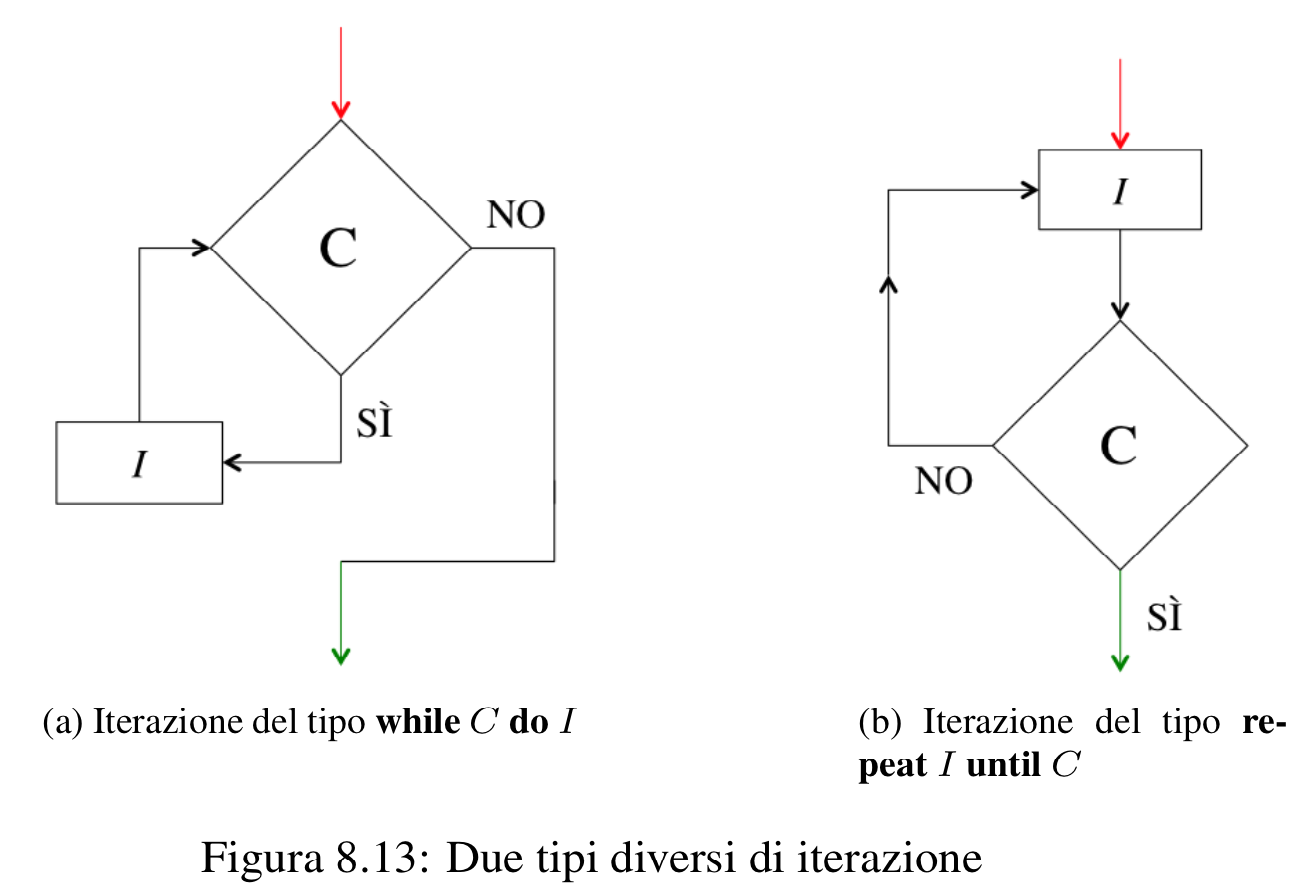 C
NO
SÌ
I
(a) Iterazione del tipo while C do I
I
C
NO
SÌ
(b) Iterazione del tipo re-
peat I until C
Figura 8.13: Due tipi diversi di iterazione